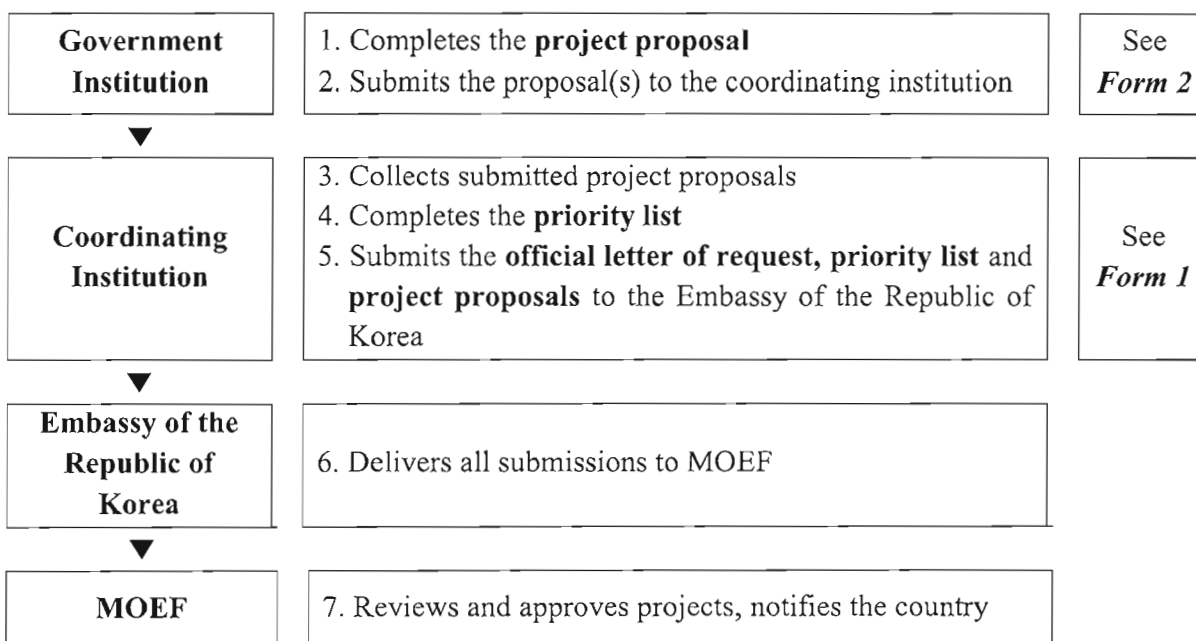 Government
Institution
1. Completes the project proposal
2. Submits the proposal(s) to the coordinating institution
See
Form 2
Coordinating
Institution
3. Collects submitted project proposals
4. Completes the priority list
5. Submits the official letter of request, priority list and
project proposals to the Embassy of the Republic of
Korea
See
Form 1
Embassy of the
Republic of
Korea
6. Delivers all submissions to MOEF
MOEF
7. Reviews and approves projects, notifies the country